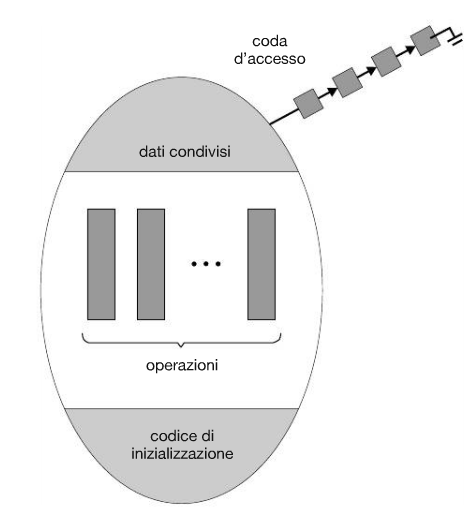 coda
d'accesso
dati condivisi
operazioni
codice di
inizializzazione